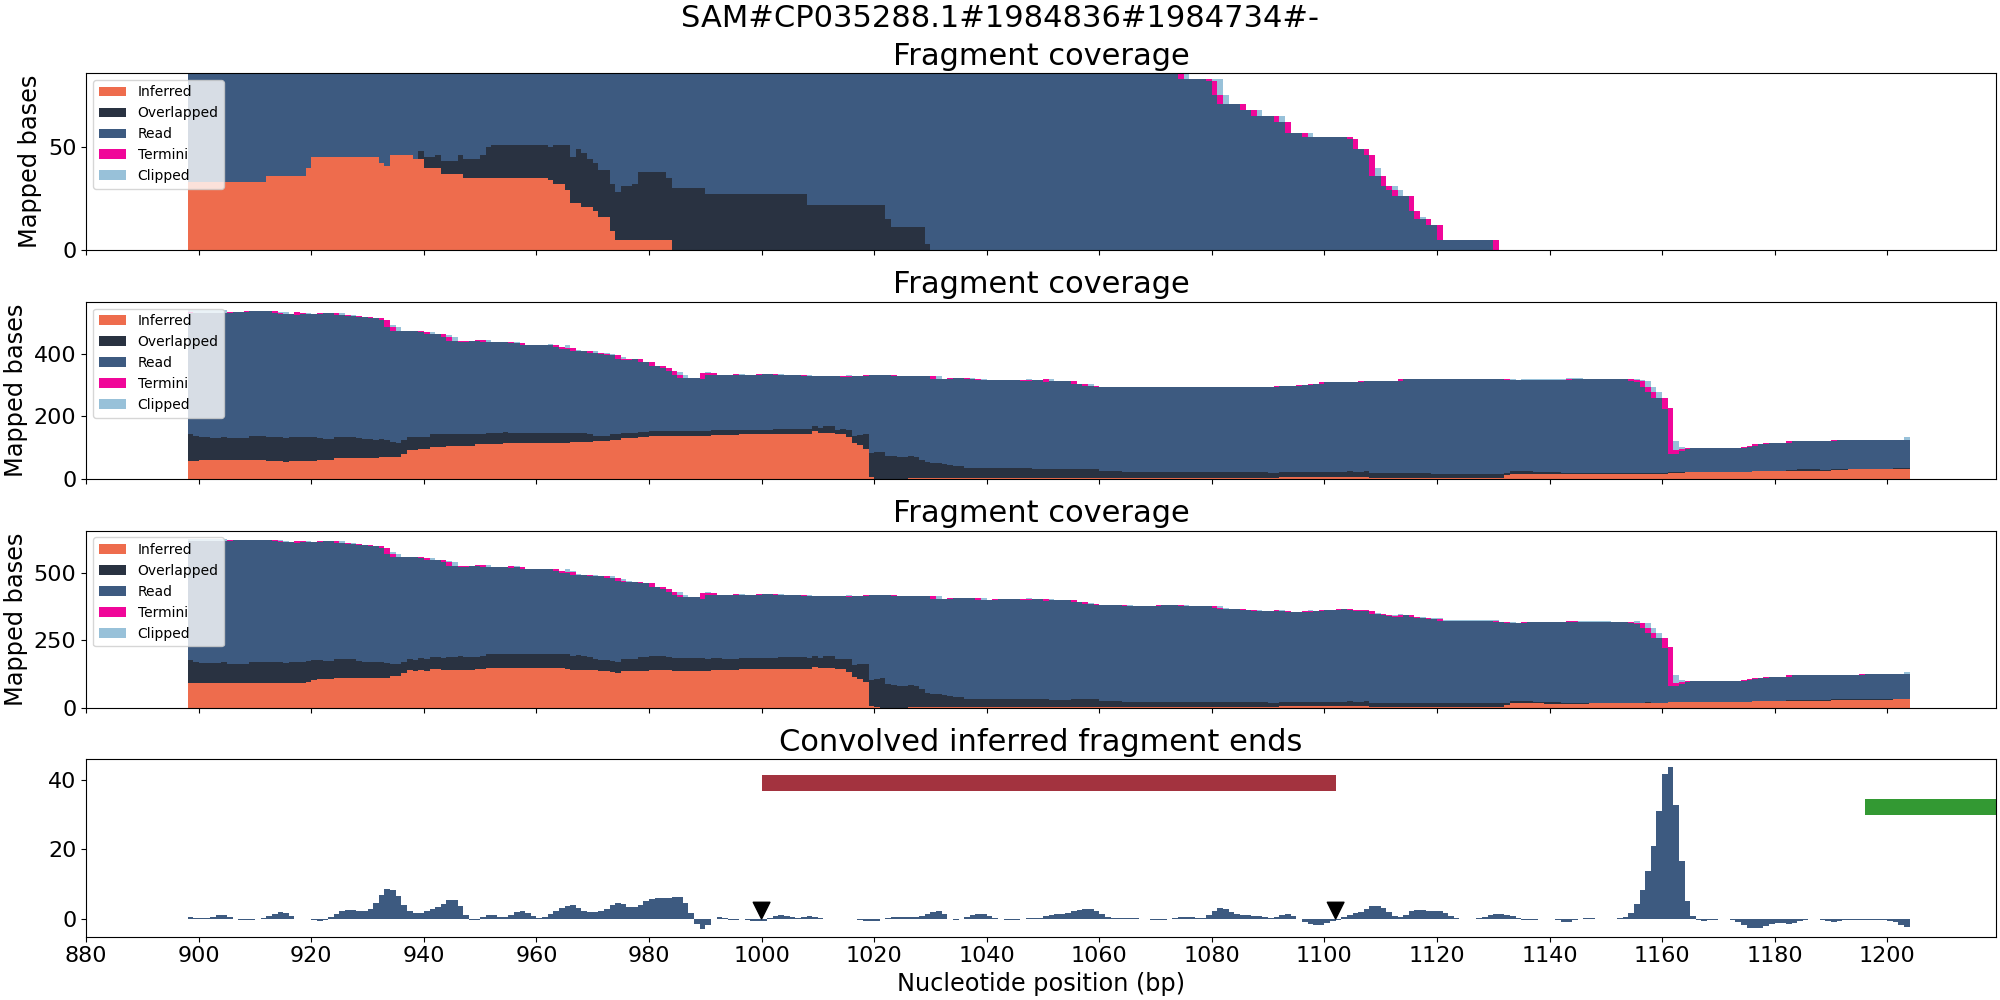 SAM#CP035288.1#1984836#1984734#-
Fragment coverage
Mapped bases
50
0
Inferred
Overlapped
Read
Termini
Clipped
Fragment coverage
Mapped bases
400
200
0
Inferred
Overlapped
Read
Termini
Clipped
Fragment coverage
Mapped bases
500
250
0
Inferred
Overlapped
Read
Termini
Clipped
Convolved inferred fragment ends
40
20
0
880 900 920 940 960 980 1000 1020 1040 1060 1080 1100 1120 1140 1160 1180 1200
Nucleotide position (bp)